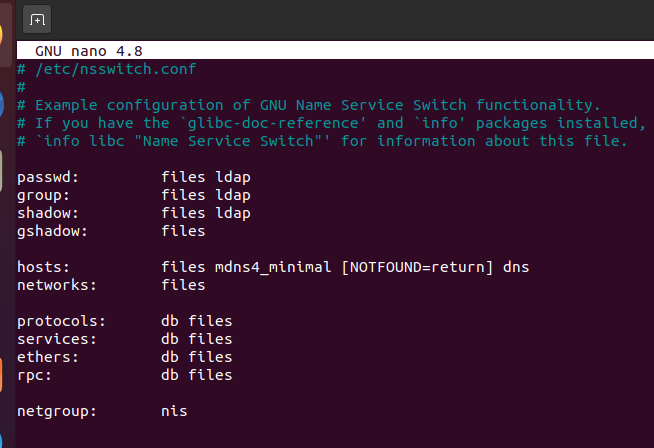 GNU nano 4.8
# /etc/nsswitch.conf
#
# Example configuration of GNU Name Service Switch functionality.
# If you have the `glibc-doc-reference' and `info' packages installed,
# `info libc "Name Service Switch"' for information about this file.
passwd:         files ldap
group:          files ldap
shadow:         files ldap
gshadow:        files
hosts:          files mdns4_minimal [NOTFOUND=return] dns
networks:       files
protocols:      db files
services:       db files
ethers:         db files
rpc:            db files
netgroup:       nis